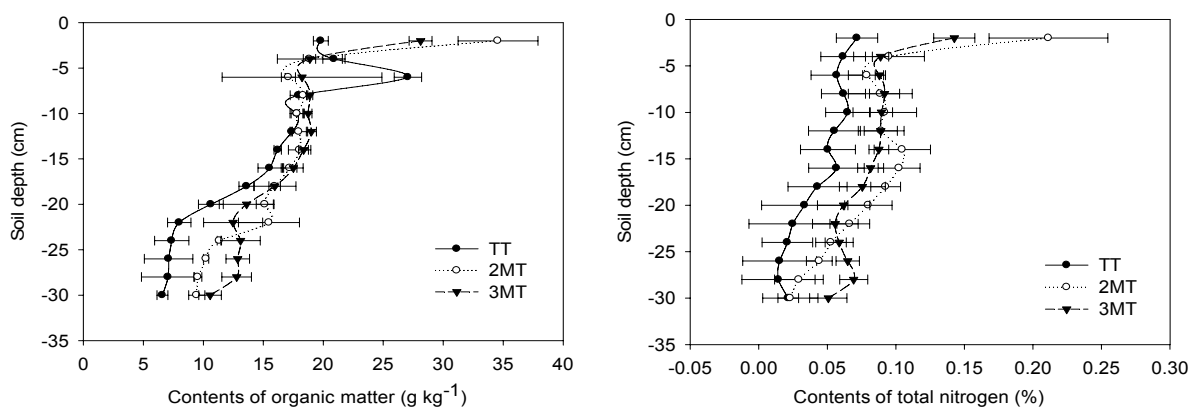 0
-5
-10
-15
-20
-25
-30
-35
Soil depth (cm)
TT
2MT
3MT
0 5 10 15 20 25 30 35 40
Contents of organic matter (g kg⁻¹)
0
-5
-10
-15
-20
-25
-30
-35
Soil depth (cm)
TT
2MT
3MT
-0.05 0.00 0.05 0.10 0.15 0.20 0.25 0.30
Contents of total nitrogen (%)